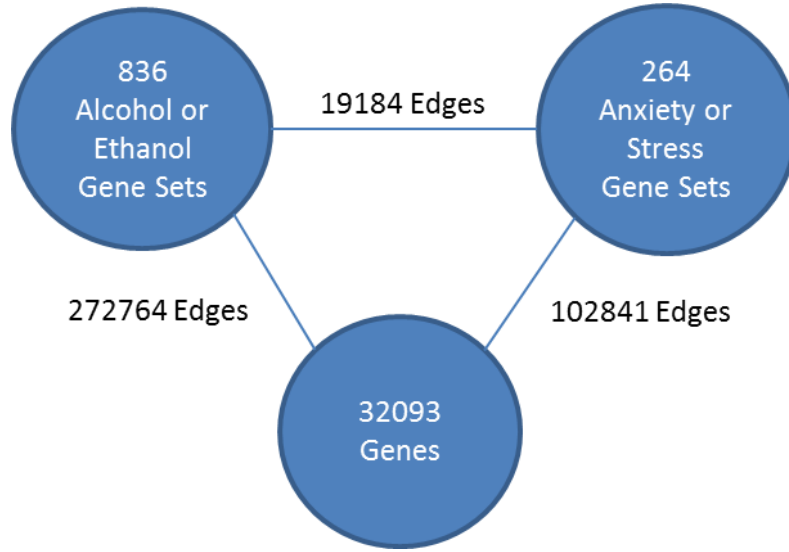 836
Alcohol or
Ethanol
Gene Sets
19184 Edges
264
Anxiety or
Stress
Gene Sets
272764 Edges
102841 Edges
32093
Genes